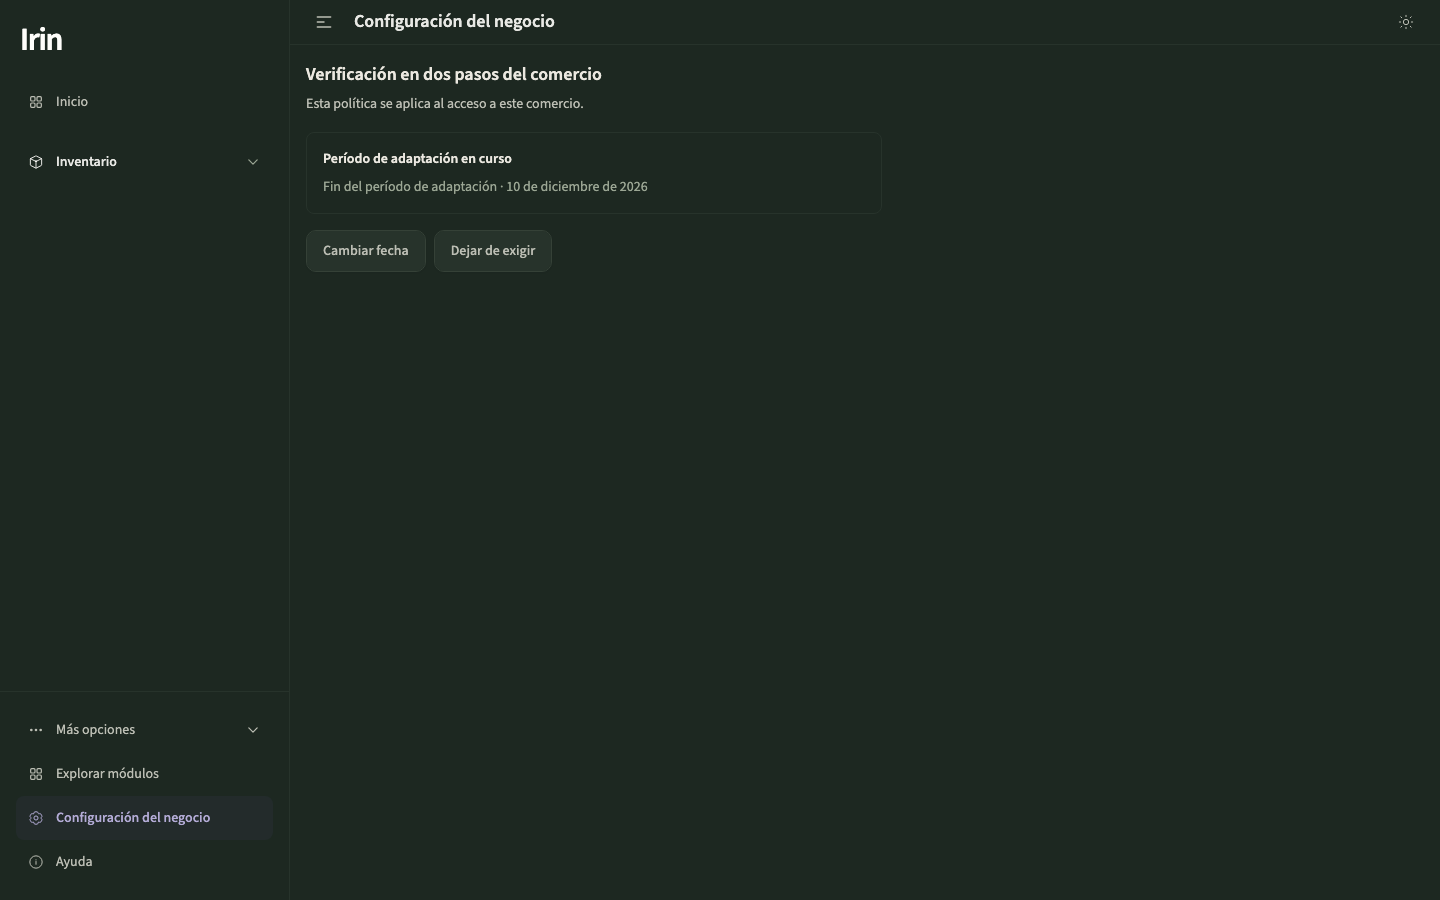 Irin
Inicio
Inventario
Más opciones
Explorar módulos
Configuración del negocio
Ayuda
Configuración del negocio
Verificación en dos pasos del comercio
Esta política se aplica al acceso a este comercio.
Período de adaptación en curso
Fin del período de adaptación · 10 de diciembre de 2026
Cambiar fecha
Dejar de exigir